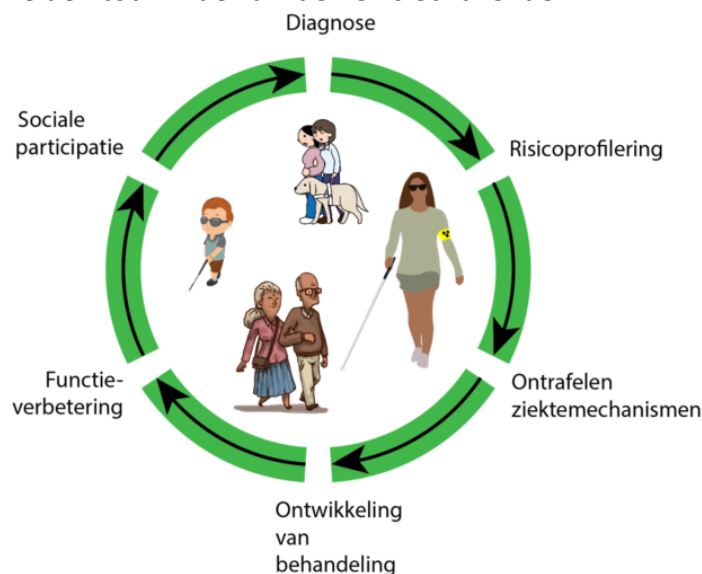 Diagnose
Risicoprofilering
Ontrafelen
ziektemechanismen
Ontwikkeling
van
behandeling
Functie-
verbetering
Sociale
participatie